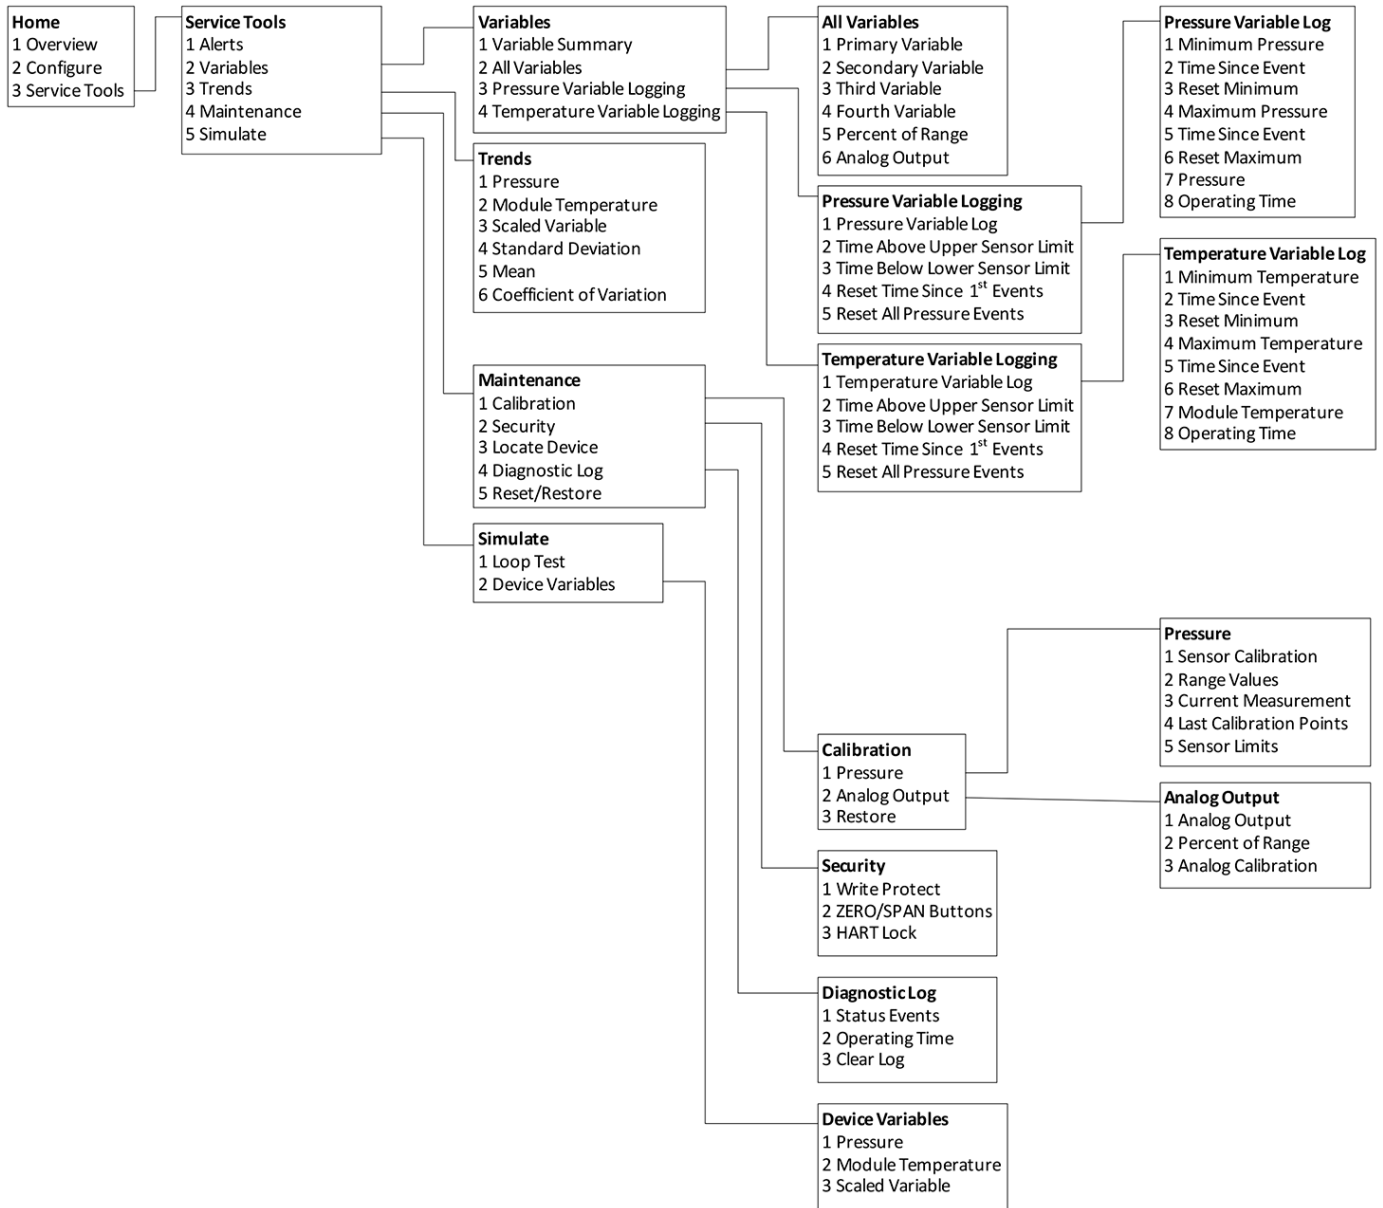 Home
1 Overview
2 Configure
3 Service Tools
Service Tools
1 Alerts
2 Variables
3 Trends
4 Maintenance
5 Simulate
Variables
1 Variable Summary
2 All Variables
3 Pressure Variable Logging
4 Temperature Variable Logging
Trends
1 Pressure
2 Module Temperature
3 Scaled Variable
4 Standard Deviation
5 Mean
6 Coefficient of Variation
Maintenance
1 Calibration
2 Security
3 Locate Device
4 Diagnostic Log
5 Reset/Restore
Simulate
1 Loop Test
2 Device Variables
All Variables
1 Primary Variable
2 Secondary Variable
3 Third Variable
4 Fourth Variable
5 Percent of Range
6 Analog Output
Pressure Variable Logging
1 Pressure Variable Log
2 Time Above Upper Sensor Limit
3 Time Below Lower Sensor Limit
4 Reset Time Since 1st Events
5 Reset All Pressure Events
Temperature Variable Logging
1 Temperature Variable Log
2 Time Above Upper Sensor Limit
3 Time Below Lower Sensor Limit
4 Reset Time Since 1st Events
5 Reset All Pressure Events
Calibration
1 Pressure
2 Analog Output
3 Restore
Security
1 Write Protect
2 ZERO/SPAN Buttons
3 HART Lock
Diagnostic Log
1 Status Events
2 Operating Time
3 Clear Log
Device Variables
1 Pressure
2 Module Temperature
3 Scaled Variable
Pressure Variable Log
1 Minimum Pressure
2 Time Since Event
3 Reset Minimum
4 Maximum Pressure
5 Time Since Event
6 Reset Maximum
7 Pressure
8 Operating Time
Temperature Variable Log
1 Minimum Temperature
2 Time Since Event
3 Reset Minimum
4 Maximum Temperature
5 Time Since Event
6 Reset Maximum
7 Module Temperature
8 Operating Time
Pressure
1 Sensor Calibration
2 Range Values
3 Current Measurement
4 Last Calibration Points
5 Sensor Limits
Analog Output
1 Analog Output
2 Percent of Range
3 Analog Calibration